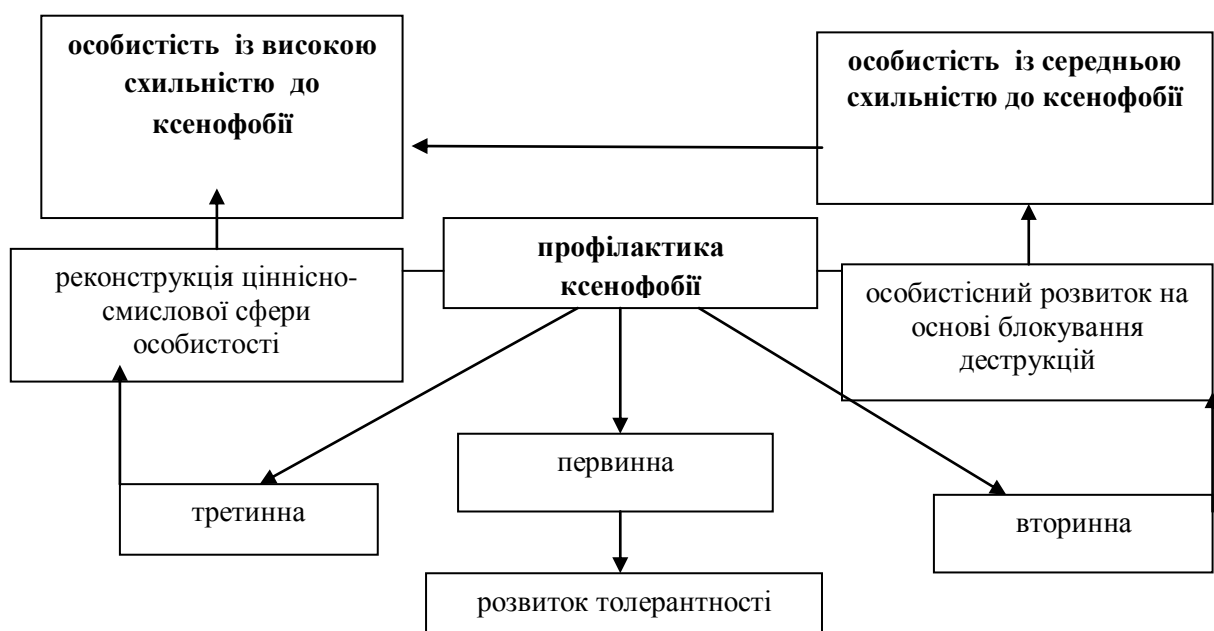 особистість із високою
схильністю до
ксенофобії
особистість із середньою
схильністю до ксенофобії
профілактика
ксенофобії
реконструкція ціннісно-
смислової сфери
особистості
особистісний розвиток на
основі блокування
деструкцій
первинна
третинна
вторинна
розвиток толерантності